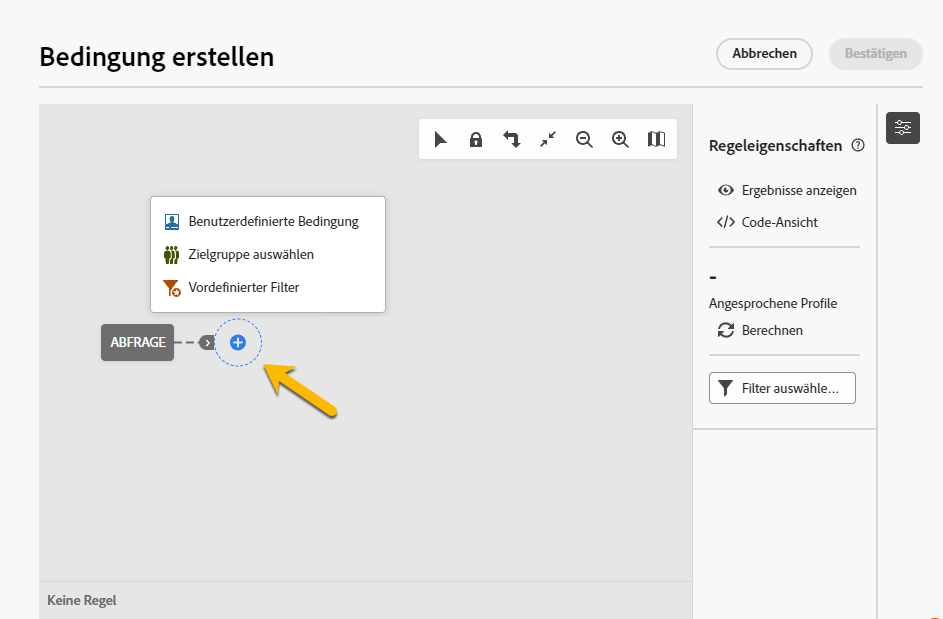 Bedingung erstellen
Abbrechen
Bestätigen
Regeleigenschaften
Ergebnisse anzeigen
</> Code-Ansicht
-
Angesprochene Profile
Berechnen
Filter auswähle...
Benutzerdefinierte Bedingung
Zielgruppe auswählen
Vordefinierter Filter
ABFRAGE
Keine Regel